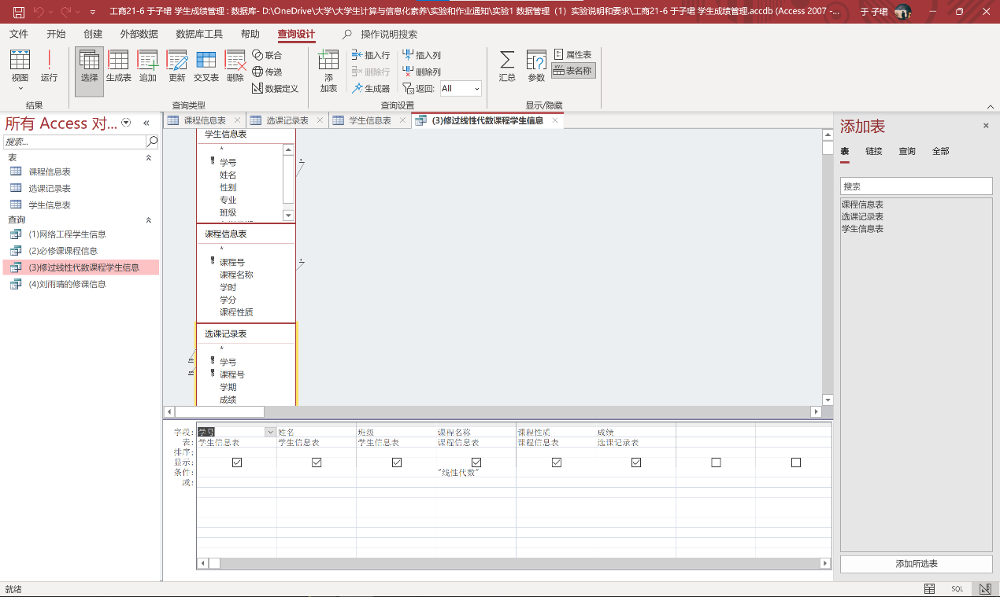 工商21-6 于子珺 学生成绩管理 : 数据库- D:\OneDrive\大学\大学生计算与信息化素养\实验和作业通知\实验1 数据管理（1）实验说明和要求\工商21-6 于子珺 学生成绩管理.accdb (Access 2007 -...
于 子珺
文件 开始 创建 外部数据 数据库工具 帮助 查询设计 操作说明搜索
视图 运行 选择 生成表 追加 更新 交叉表 删除
联合
传递
数据定义
添加表
插入行
删除行
生成器
插入列
删除列
返回: All
汇总 参数
属性表
表名称
结果 查询类型 查询设置 显示/隐藏
所有 Access 对... «
搜索...
表
课程信息表
选课记录表
学生信息表
查询
(1)网络工程学生信息
(2)必修课课程信息
(3)修过线性代数课程学生信息
(4)刘雨晴的修课信息
课程信息表 选课记录表 学生信息表 (3)修过线性代数课程学生信息
学生信息表
*
学号
姓名
性别
专业
班级
课程信息表
*
课程号
课程名称
学时
学分
课程性质
选课记录表
*
学号
课程号
学期
成绩
字段: 学号 姓名 班级 课程名称 课程性质 成绩
表: 学生信息表 学生信息表 学生信息表 课程信息表 课程信息表 选课记录表
排序:
显示:
条件: "线性代数"
或:
添加表
表 链接 查询 全部
搜索
课程信息表
选课记录表
学生信息表
添加所选表
就绪
SQL